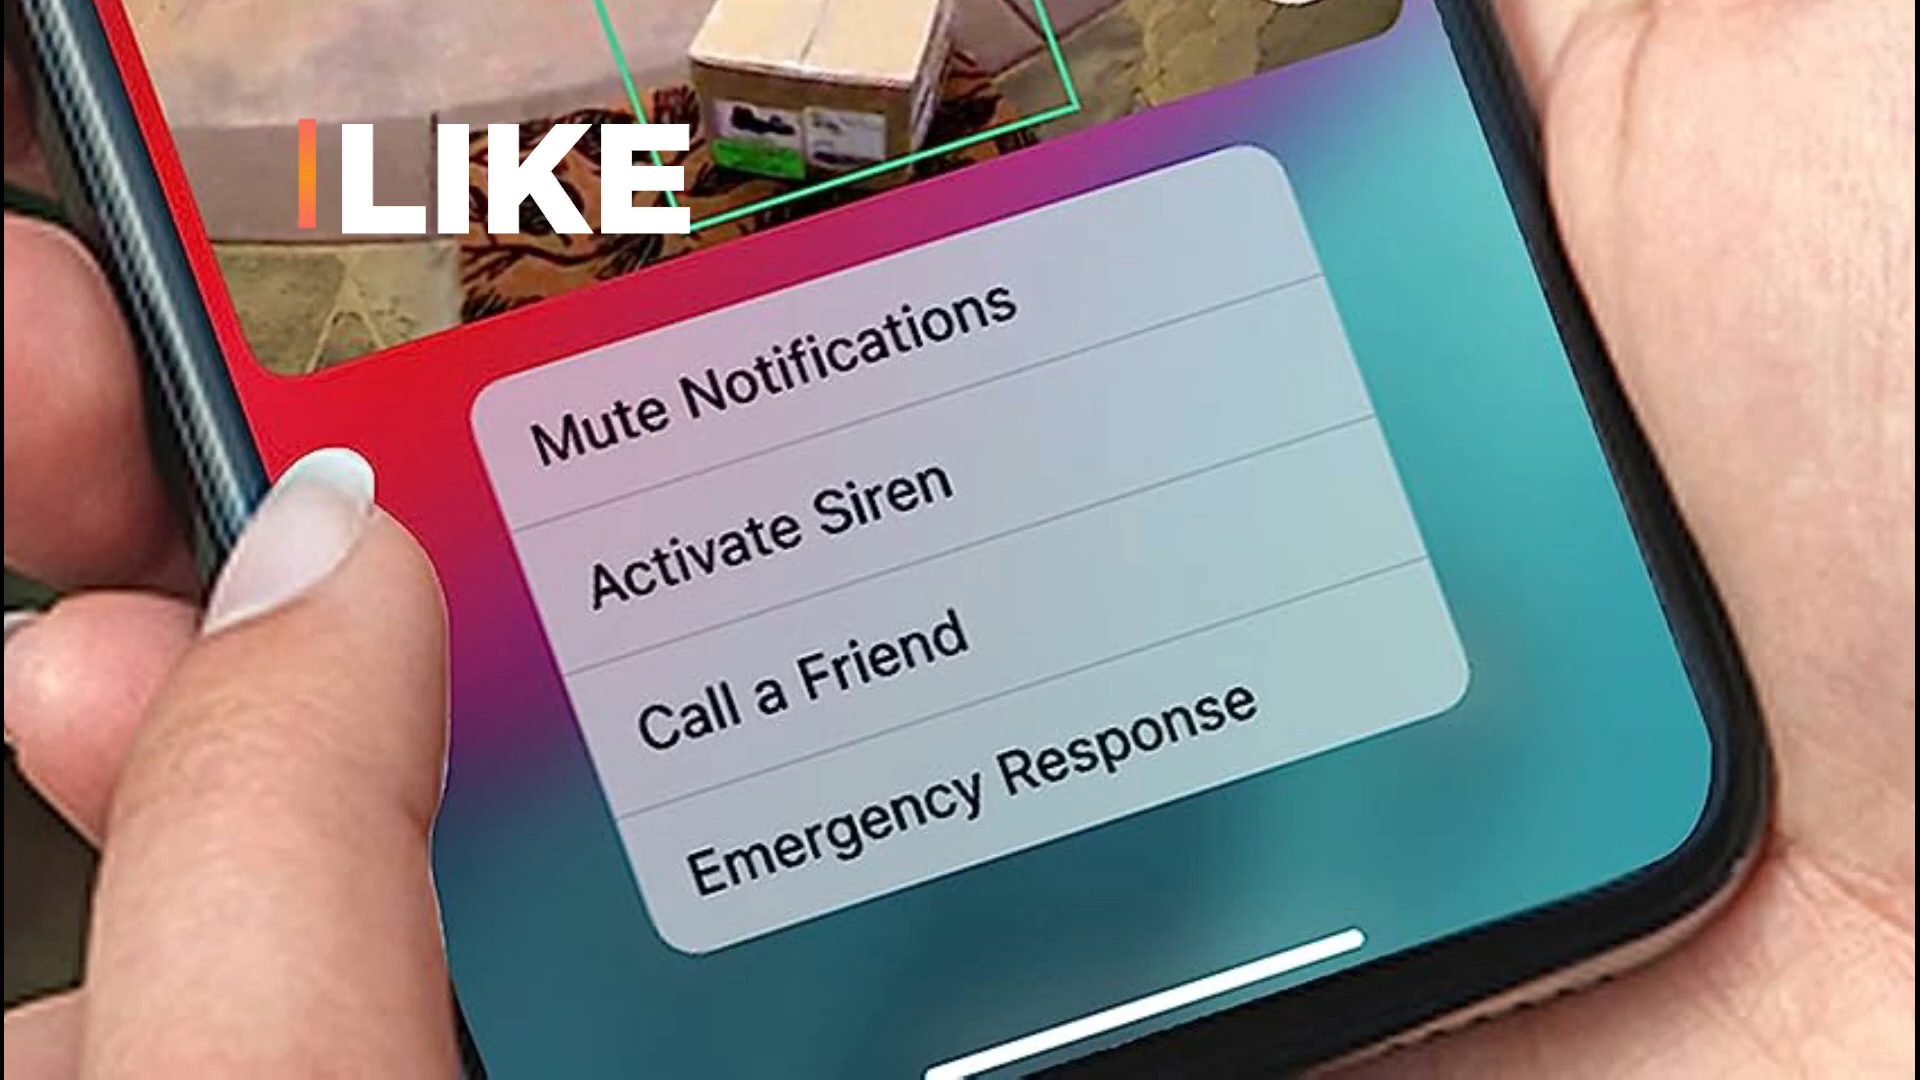 LIKE
Mute Notifications
Activate Siren
Call a Friend
Emergency Response